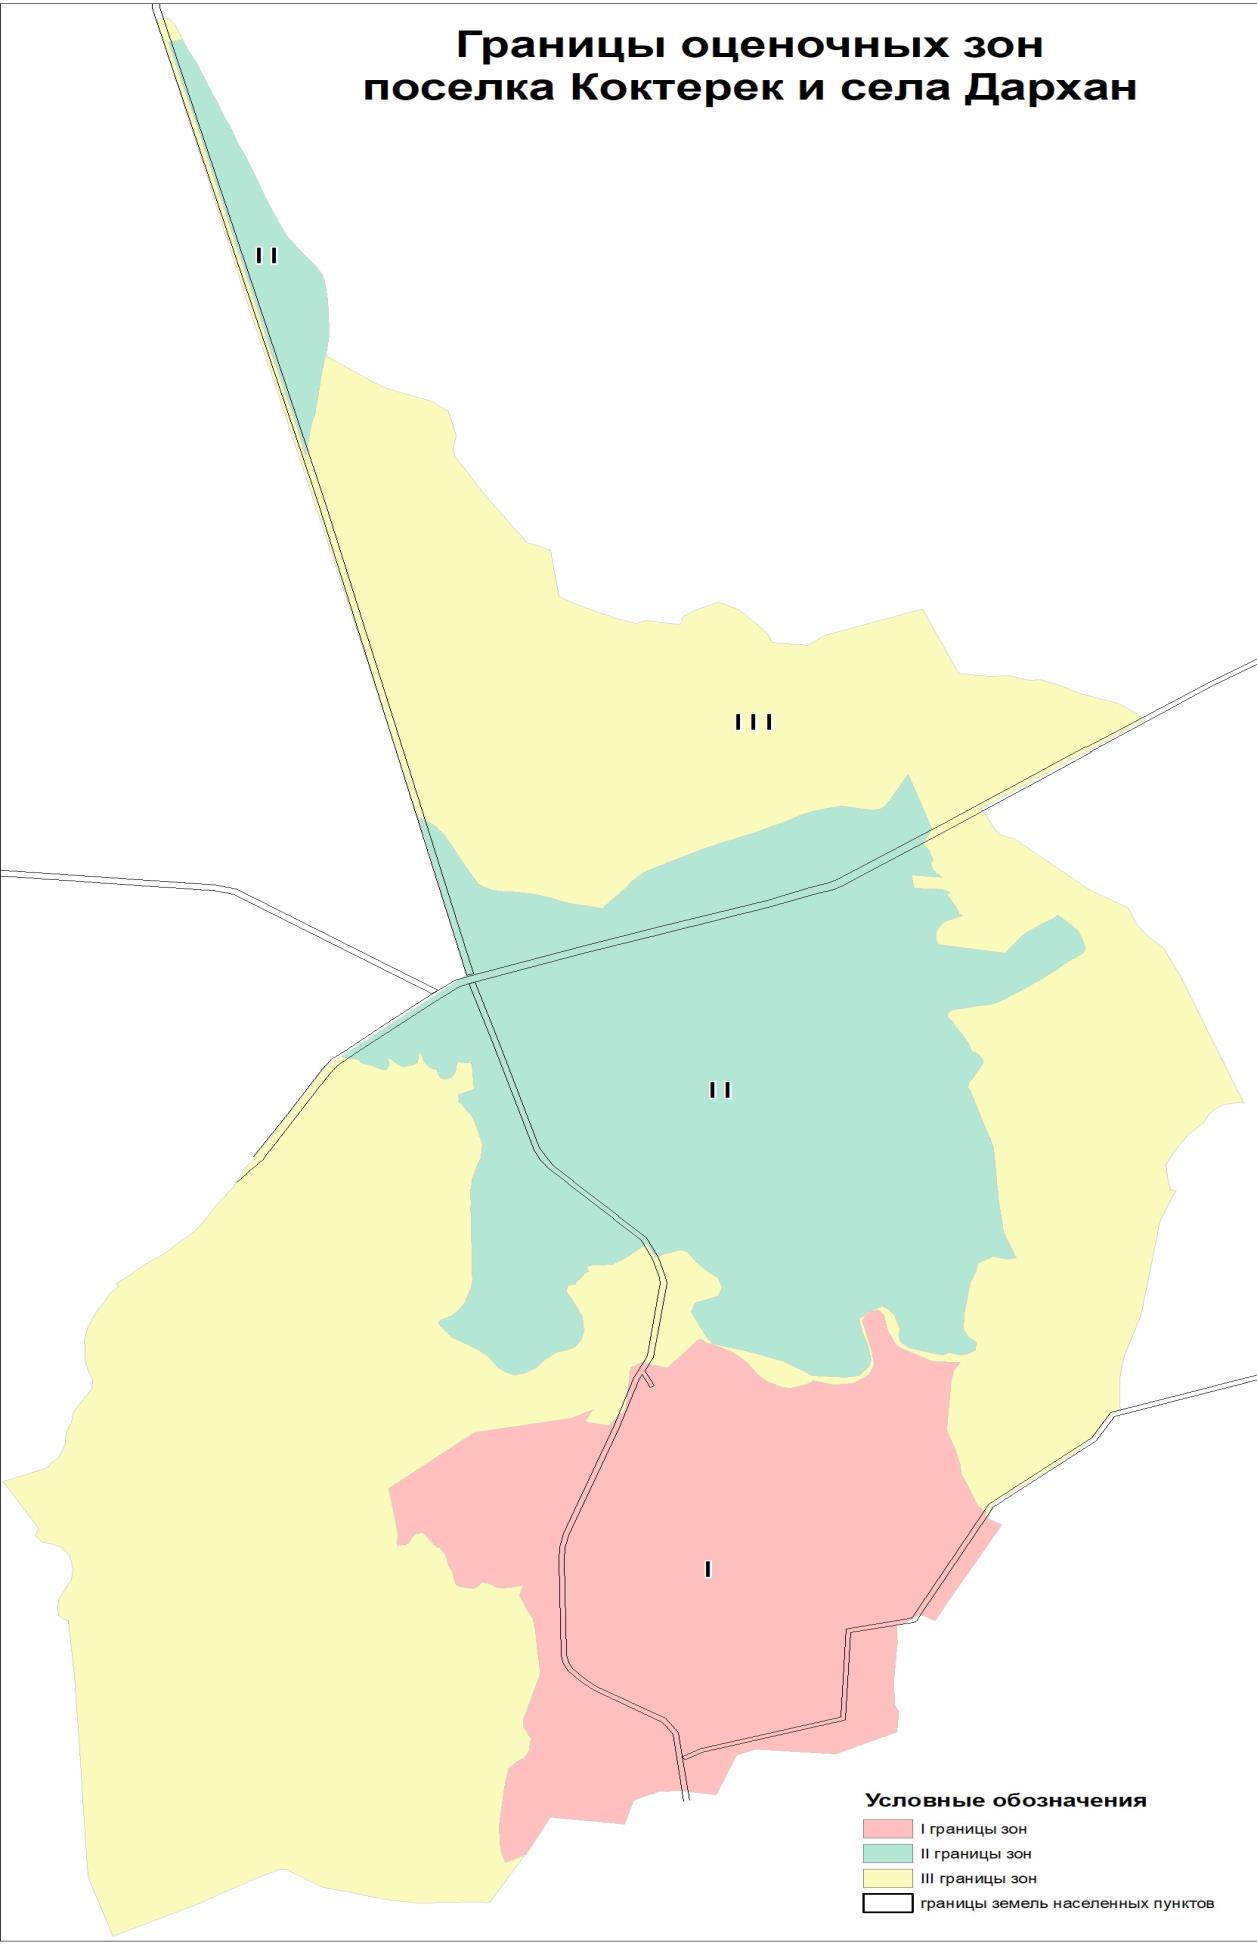 Границы оценочных зон
поселка Коктерек и села Дархан
II
III
II
I
Условные обозначения
I границы зон
II границы зон
III границы зон
границы земель населенных пунктов